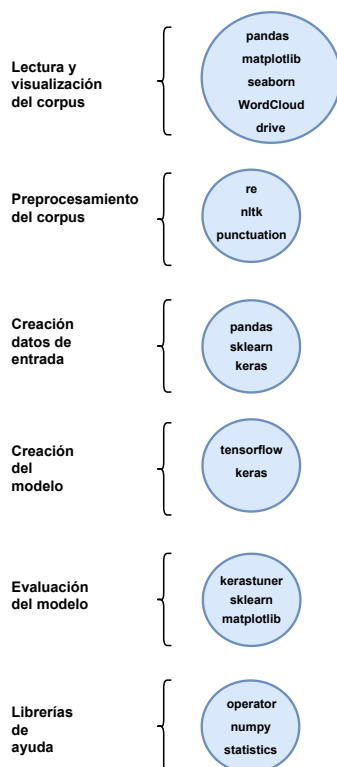 Lectura y
visualización
del corpus
pandas
matplotlib
seaborn
WordCloud
drive
Preprocesamiento
del corpus
re
nltk
punctuation
Creación
datos de
entrada
pandas
sklearn
keras
Creación
del
modelo
tensorflow
keras
Evaluación
del modelo
kerastuner
sklearn
matplotlib
Librerías
de
ayuda
operator
numpy
statistics